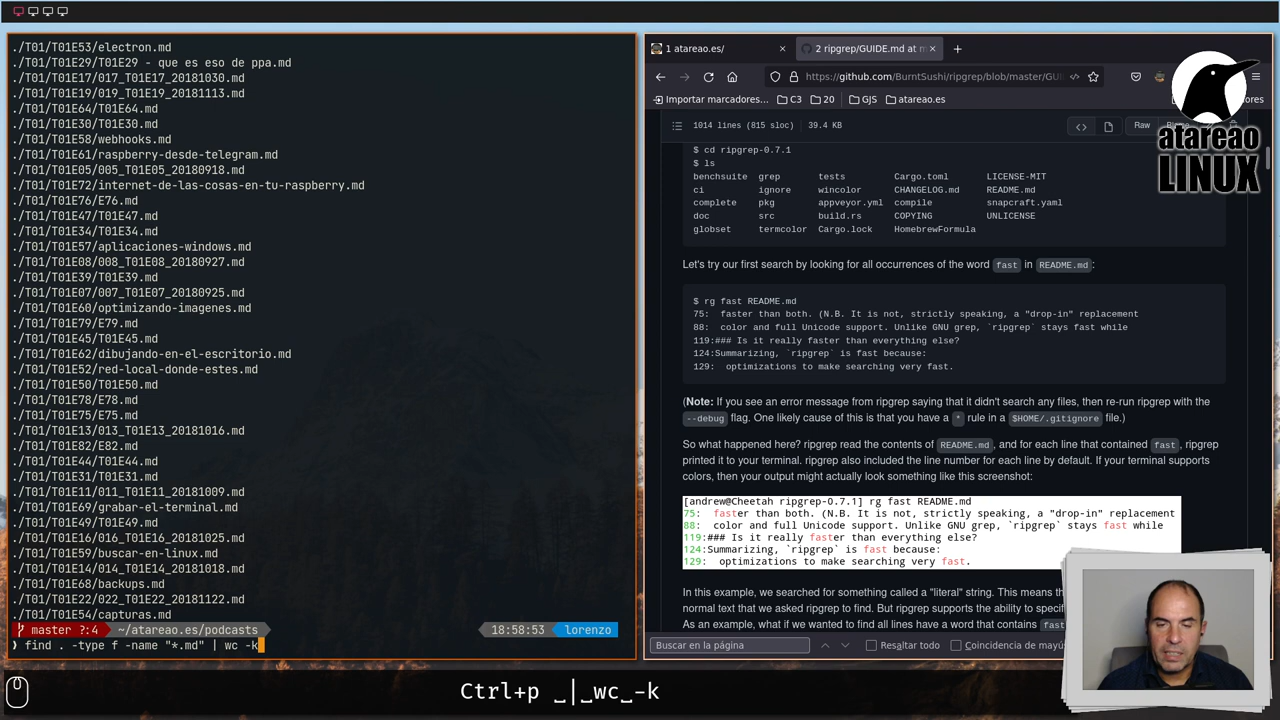 ./T01/T01E53/electron.md
./T01/T01E29/T01E29 - que es eso de ppa.md
./T01/T01E17/017_T01E17_20181030.md
./T01/T01E19/019_T01E19_20181113.md
./T01/T01E64/T01E64.md
./T01/T01E30/T01E30.md
./T01/T01E58/webhooks.md
./T01/T01E61/raspberry-desde-telegram.md
./T01/T01E05/005_T01E05_20180918.md
./T01/T01E72/internet-de-las-cosas-en-tu-raspberry.md
./T01/T01E76/E76.md
./T01/T01E47/T01E47.md
./T01/T01E34/T01E34.md
./T01/T01E57/aplicaciones-windows.md
./T01/T01E08/008_T01E08_20180927.md
./T01/T01E39/T01E39.md
./T01/T01E07/007_T01E07_20180925.md
./T01/T01E60/optimizando-imagenes.md
./T01/T01E79/E79.md
./T01/T01E45/T01E45.md
./T01/T01E62/dibujando-en-el-escritorio.md
./T01/T01E52/red-local-donde-estes.md
./T01/T01E50/T01E50.md
./T01/T01E78/E78.md
./T01/T01E75/E75.md
./T01/T01E13/013_T01E13_20181016.md
./T01/T01E82/E82.md
./T01/T01E44/T01E44.md
./T01/T01E31/T01E31.md
./T01/T01E11/011_T01E11_20181009.md
./T01/T01E69/grabar-el-terminal.md
./T01/T01E49/T01E49.md
./T01/T01E16/016_T01E16_20181025.md
./T01/T01E59/buscar-en-linux.md
./T01/T01E14/014_T01E14_20181018.md
./T01/T01E68/backups.md
./T01/T01E22/022_T01E22_20181122.md
./T01/T01E54/capturas.md
master ?:4 ~/atareao.es/podcasts 18:58:53 lorenzo
❯ find . -type f -name "*.md" | wc -k
1 atareao.es/ 2 ripgrep/GUIDE.md at m
https://github.com/BurntSushi/ripgrep/blob/master/GUI
Importar marcadores... C3 20 GJS atareao.es
1014 lines (815 sloc) 39.4 KB Raw
$ cd ripgrep-0.7.1
$ ls
benchsuite grep tests Cargo.toml LICENSE-MIT
ci ignore wincolor CHANGELOG.md README.md
complete pkg appveyor.yml compile snapcraft.yaml
doc src build.rs COPYING UNLICENSE
globset termcolor Cargo.lock HomebrewFormula
Let's try our first search by looking for all occurrences of the word fast in README.md:
$ rg fast README.md
75: faster than both. (N.B. It is not, strictly speaking, a "drop-in" replacement
88: color and full Unicode support. Unlike GNU grep, `ripgrep` stays fast while
119:### Is it really faster than everything else?
124:Summarizing, `ripgrep` is fast because:
129: optimizations to make searching very fast.
(Note: If you see an error message from ripgrep saying that it didn't search any files, then re-run ripgrep with the
--debug flag. One likely cause of this is that you have a * rule in a $HOME/.gitignore file.)
So what happened here? ripgrep read the contents of README.md, and for each line that contained fast, ripgrep
printed it to your terminal. ripgrep also included the line number for each line by default. If your terminal supports
colors, then your output might actually look something like this screenshot:
[andrew@Cheetah ripgrep-0.7.1] rg fast README.md
75: faster than both. (N.B. It is not, strictly speaking, a "drop-in" replacement
88: color and full Unicode support. Unlike GNU grep, `ripgrep` stays fast while
119:### Is it really faster than everything else?
124:Summarizing, `ripgrep` is fast because:
129: optimizations to make searching very fast.
In this example, we searched for something called a "literal" string. This means th
normal text that we asked ripgrep to find. But ripgrep supports the ability to specif
As an example, what if we wanted to find all lines have a word that contains fast
Buscar en la página Resaltar todo Coincidencia de mayú
atareao
LINUX
Ctrl+p ␣|␣wc␣-k